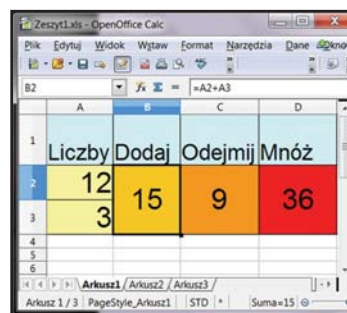 Zeszyt1.xls - OpenOffice Calc
Plik Edytuj Widok Wstaw Format Narzędzia Dane
B2 =A2+A3
A B C D
1 Liczby Dodaj Odejmij Mnóż
2 12 15 9 36
3 3
4
5
6
Arkusz1 Arkusz2 Arkusz3
Arkusz 1 / 3 PageStyle_Arkusz1 STD * Suma=15